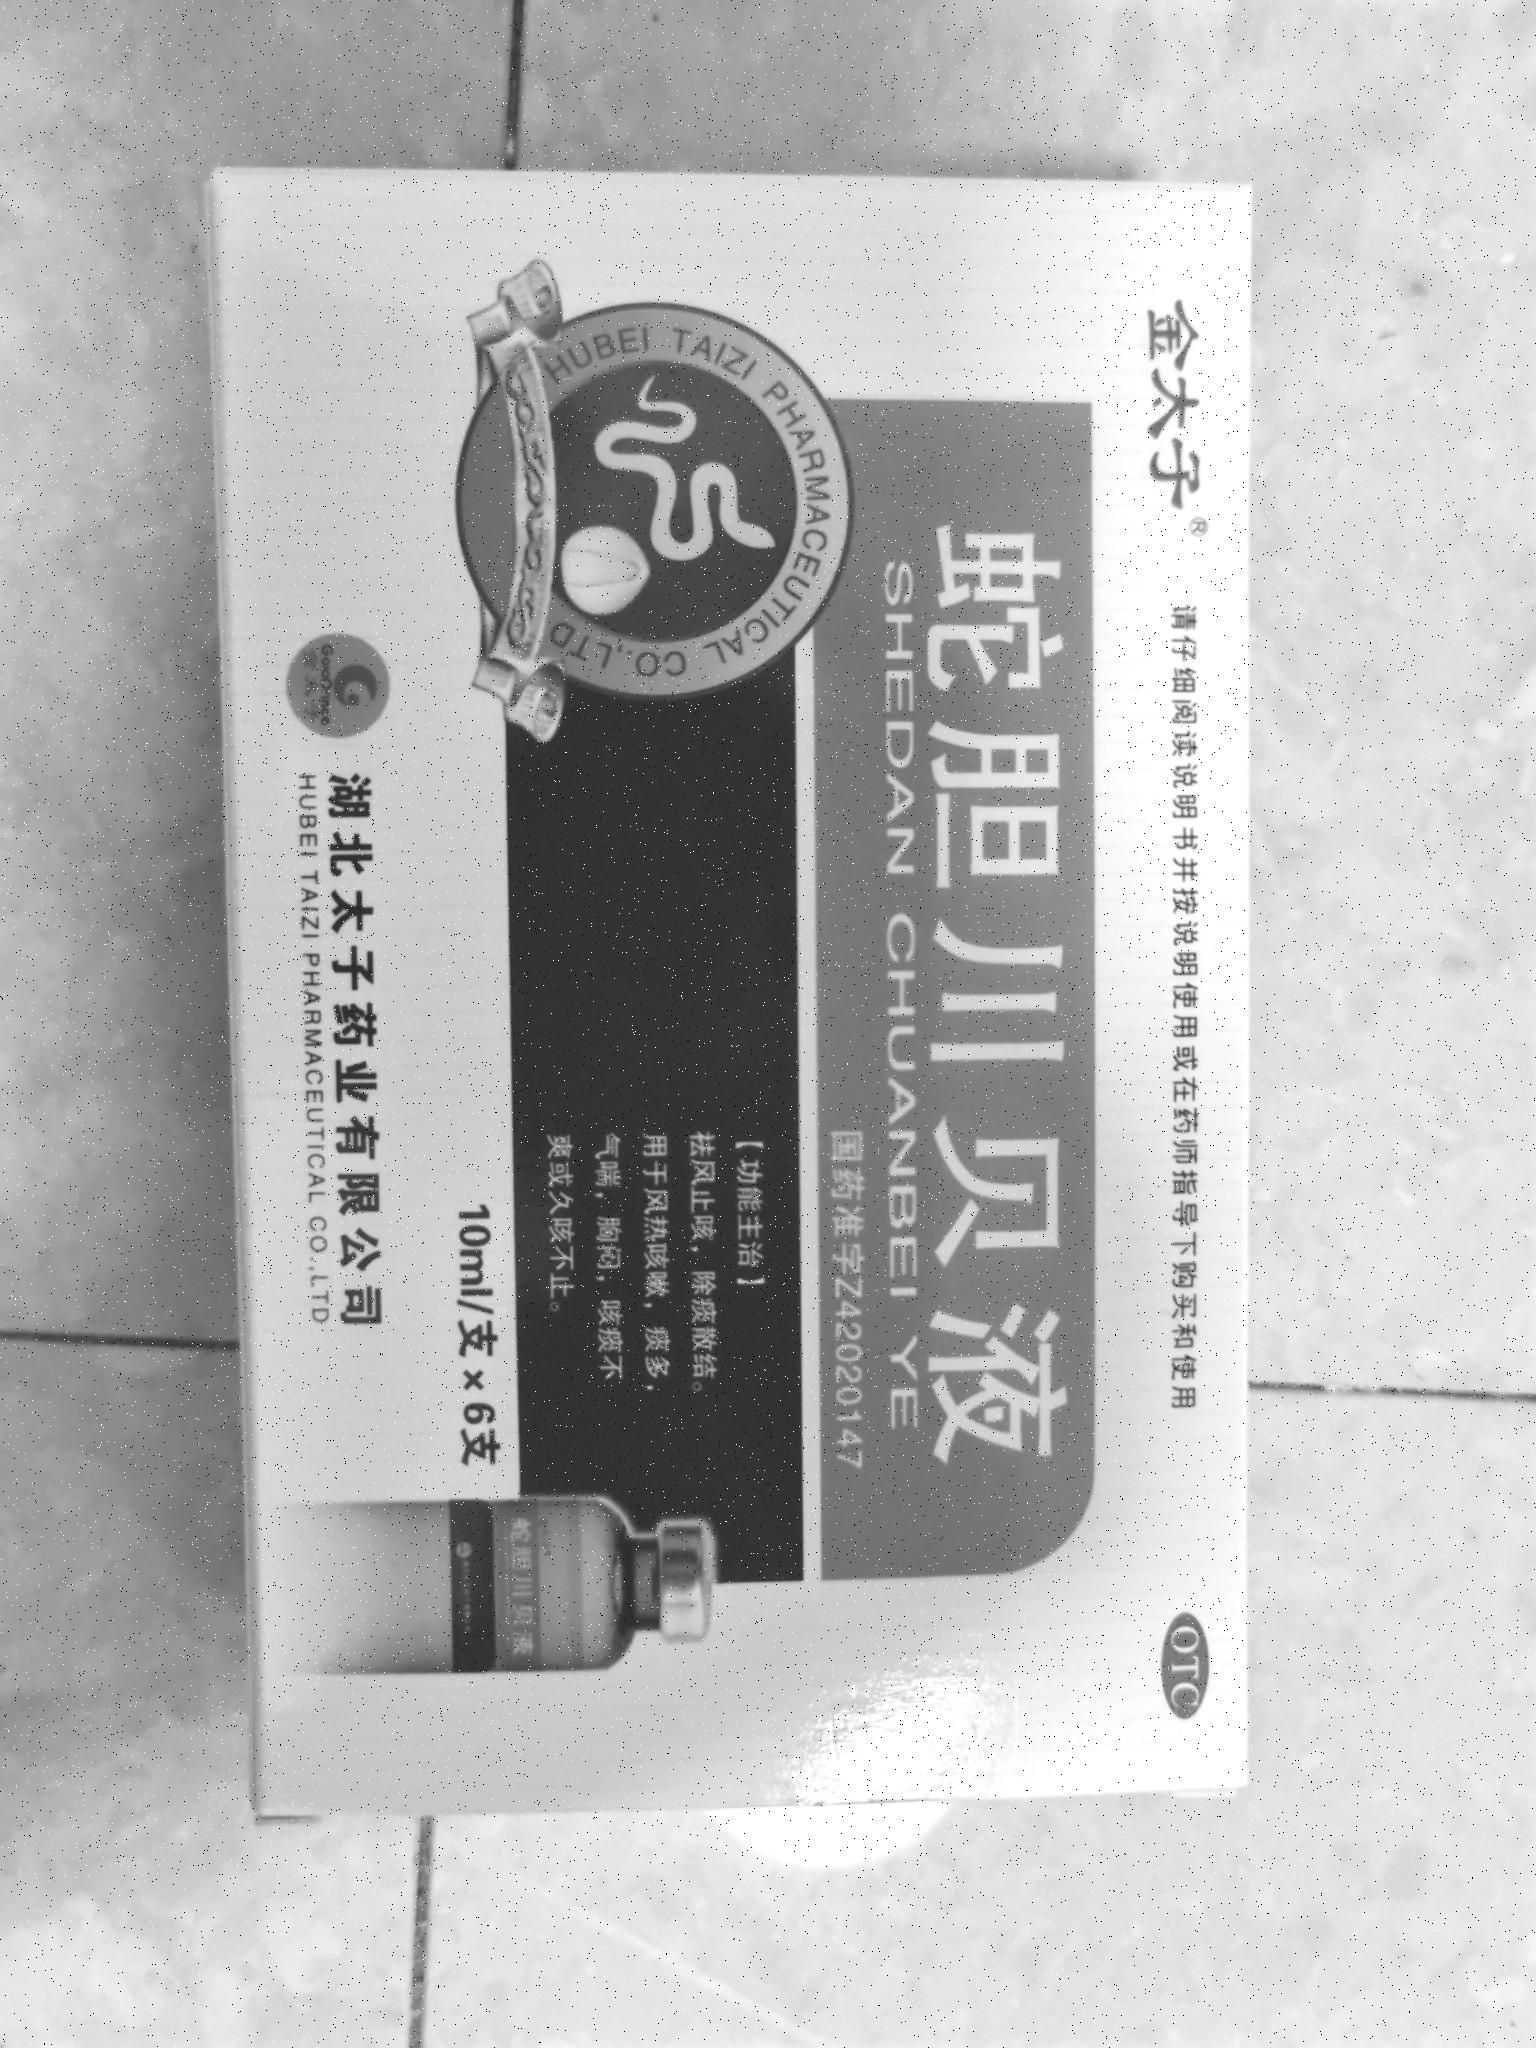 金太子®
请仔细阅读说明书并按说明使用或在药师指导下购买和使用
OTC
蛇胆川贝液
SHEDAN CHUANBEI YE
国药准字Z42020147
HUBEI TAIZI PHARMACEUTICAL CO.,LTD
【功能主治】
祛风止咳，除痰散结。
用于风热咳嗽，痰多，
气喘，胸闷，咳痰不
爽或久咳不止。
10ml/支×6支
蛇胆川贝液
湖北太子药业有限公司
HUBEI TAIZI PHARMACEUTICAL CO.,LTD